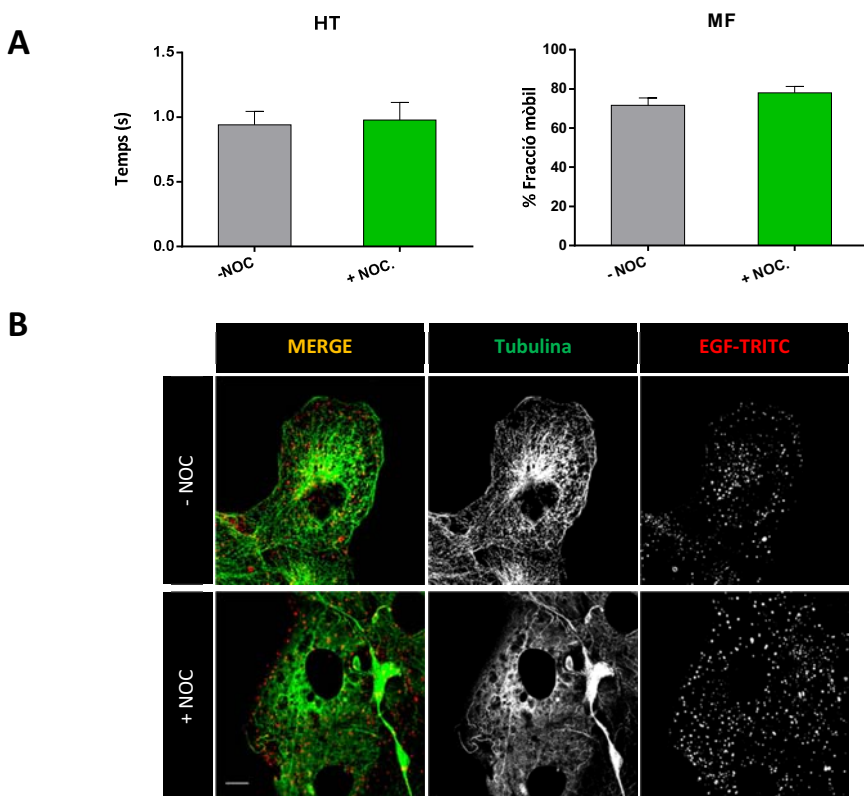 A
HT
Temps (s)
1.5
1.0
0.5
0.0
-NOC
+ NOC.
MF
% Fracció mòbil
100
80
60
40
20
0
- NOC
+ NOC.
B
MERGE
Tubulina
EGF-TRITC
- NOC
+ NOC